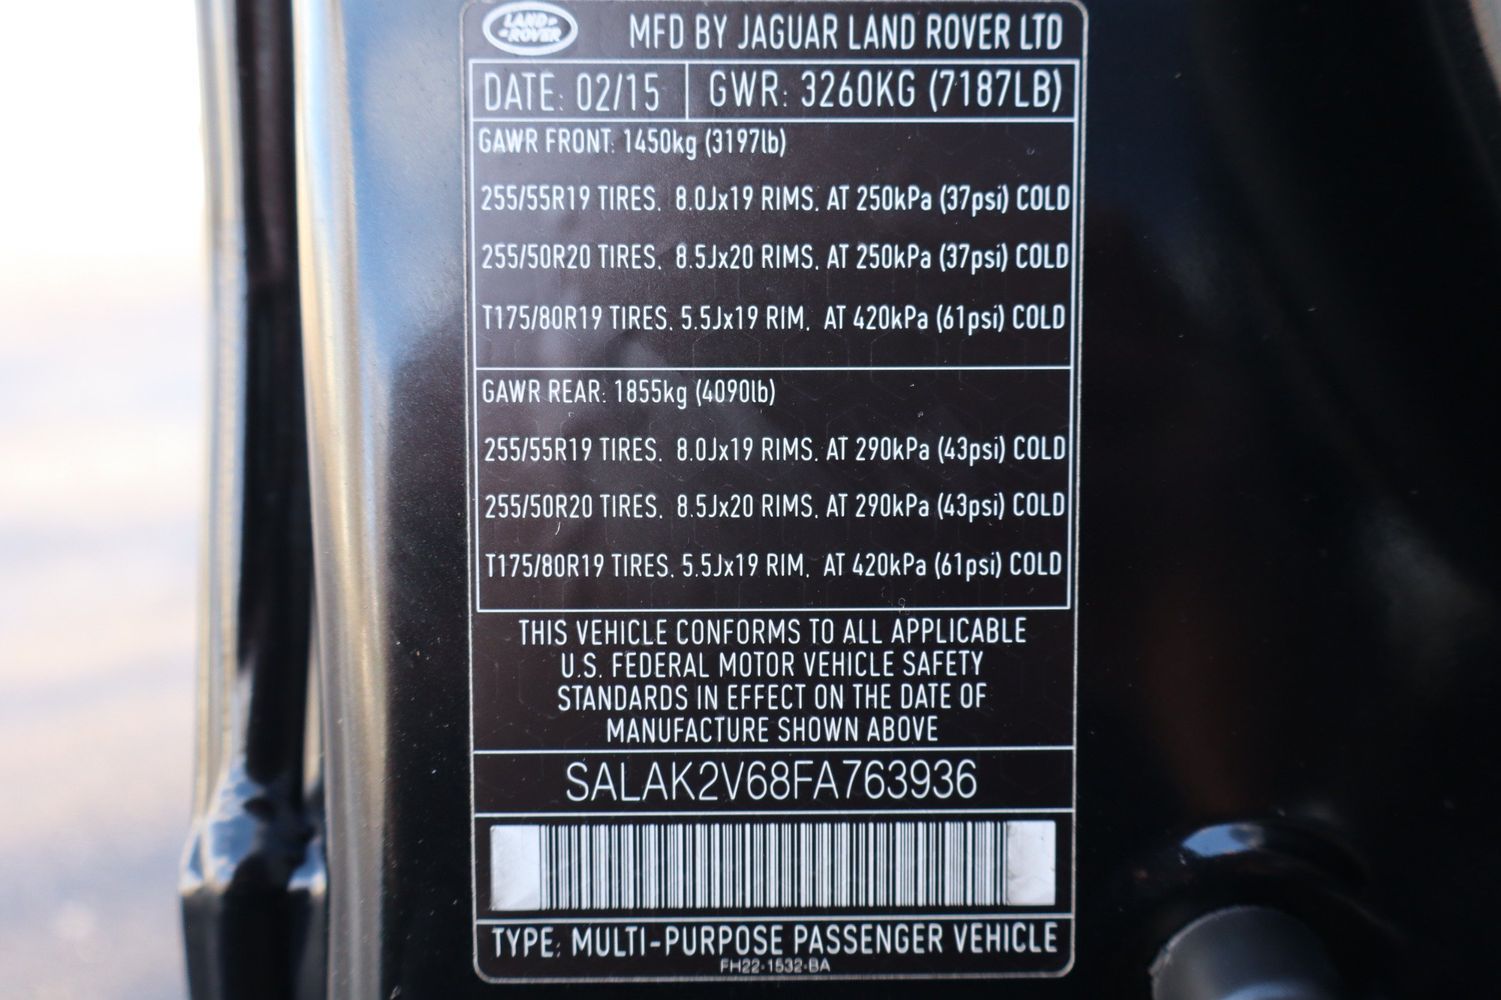 LAND ROVER
MFD BY JAGUAR LAND ROVER LTD
DATE: 02/15 GWR: 3260KG (7187LB)
GAWR FRONT: 1450kg (3197lb)
255/55R19 TIRES. 8.0Jx19 RIMS. AT 250kPa (37psi) COLD
255/50R20 TIRES. 8.5Jx20 RIMS. AT 250kPa (37psi) COLD
T175/80R19 TIRES. 5.5Jx19 RIM. AT 420kPa (61psi) COLD
GAWR REAR: 1855kg (4090lb)
255/55R19 TIRES. 8.0Jx19 RIMS. AT 290kPa (43psi) COLD
255/50R20 TIRES. 8.5Jx20 RIMS. AT 290kPa (43psi) COLD
T175/80R19 TIRES. 5.5Jx19 RIM. AT 420kPa (61psi) COLD
THIS VEHICLE CONFORMS TO ALL APPLICABLE
U.S. FEDERAL MOTOR VEHICLE SAFETY
STANDARDS IN EFFECT ON THE DATE OF
MANUFACTURE SHOWN ABOVE
SALAK2V68FA763936
TYPE: MULTI-PURPOSE PASSENGER VEHICLE
FH22-1532-BA